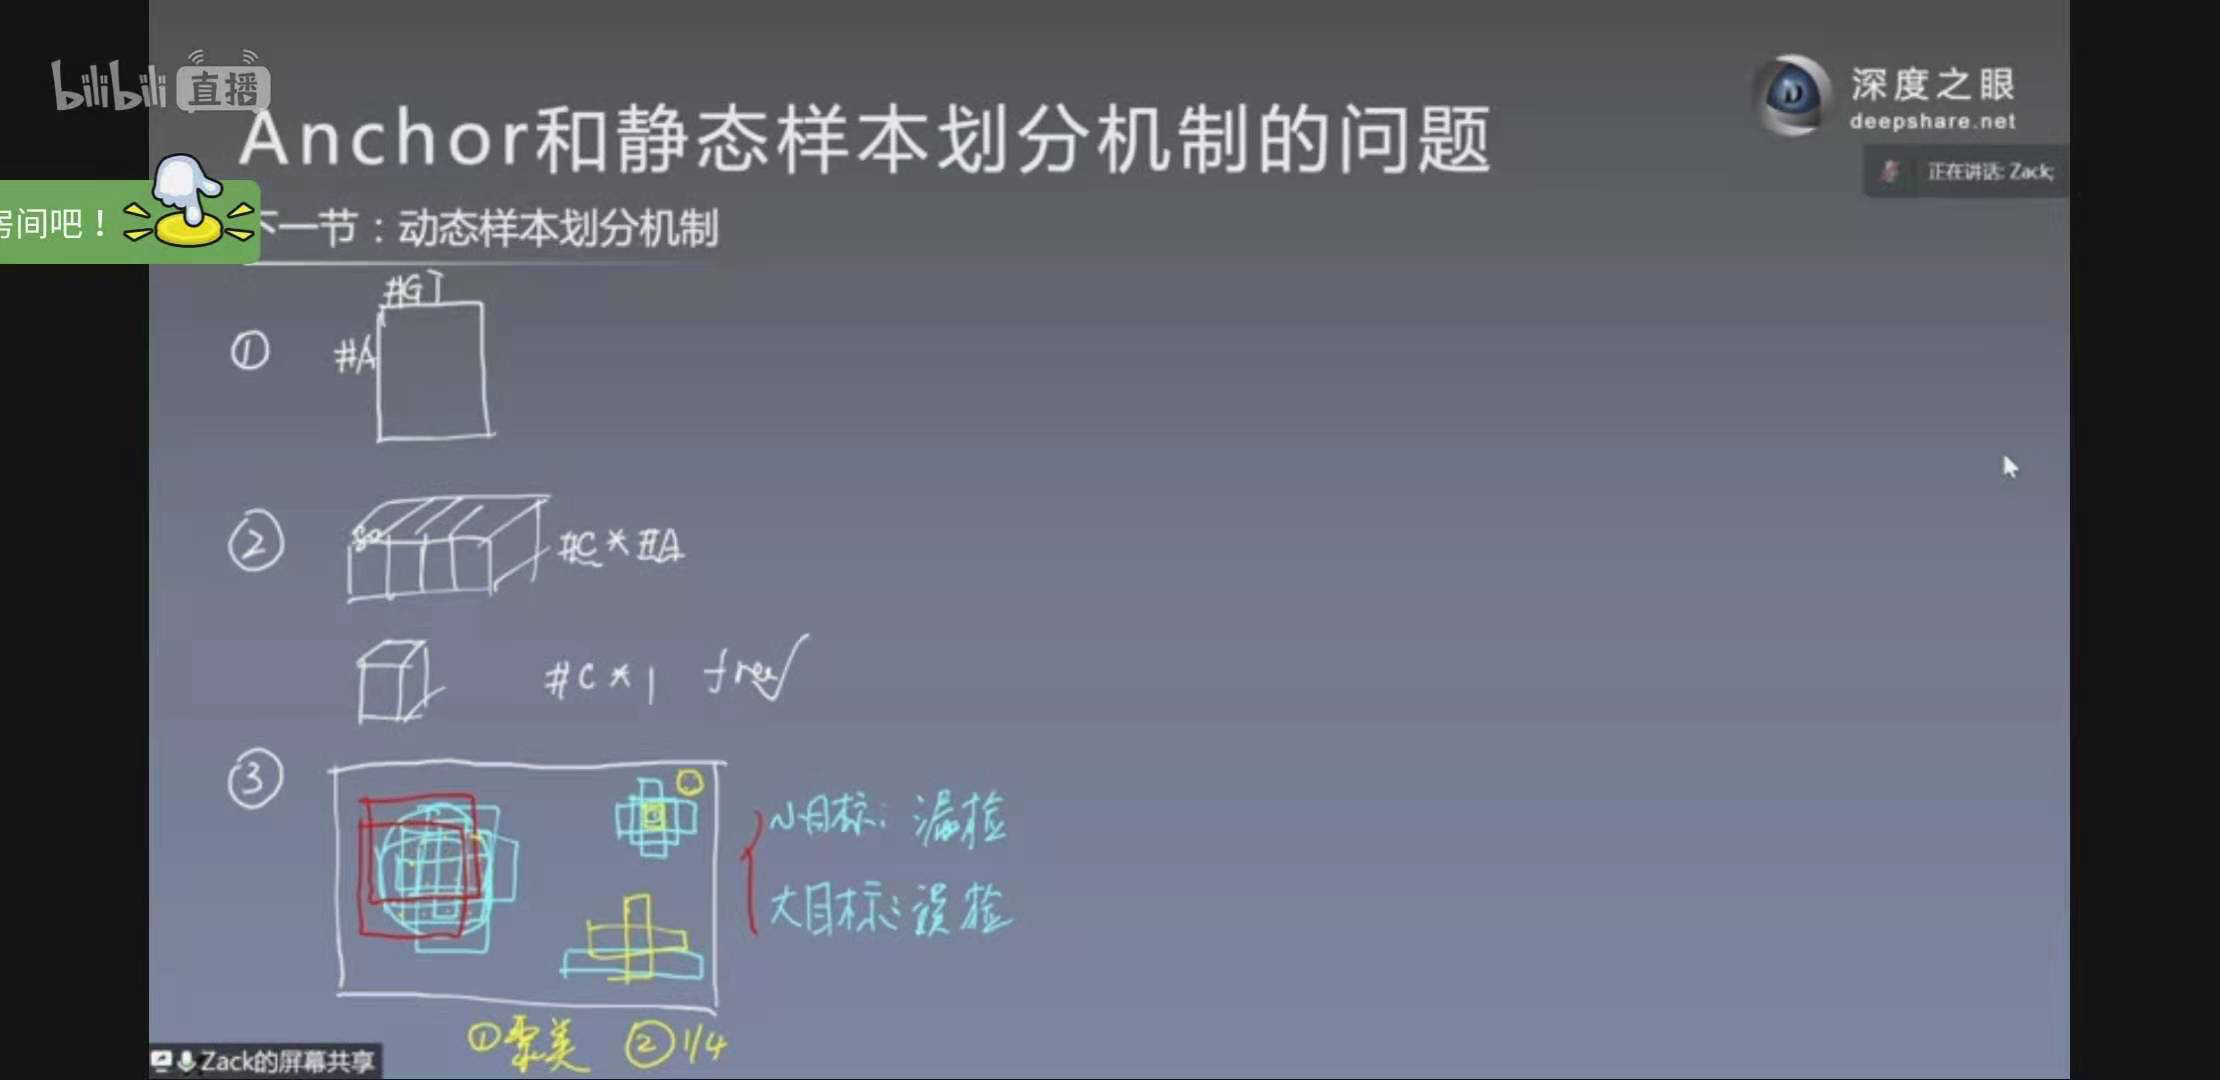 bilibili 直播
深度之眼
deepshare.net
Anchor和静态样本划分机制的问题
正在讲话: Zack;
房间吧！
下一节：动态样本划分机制
#GT
① #A
② #C * #A
#C * 1 free
③
小目标: 漏检
大目标: 误检
①聚类 ②1/4
Zack的屏幕共享